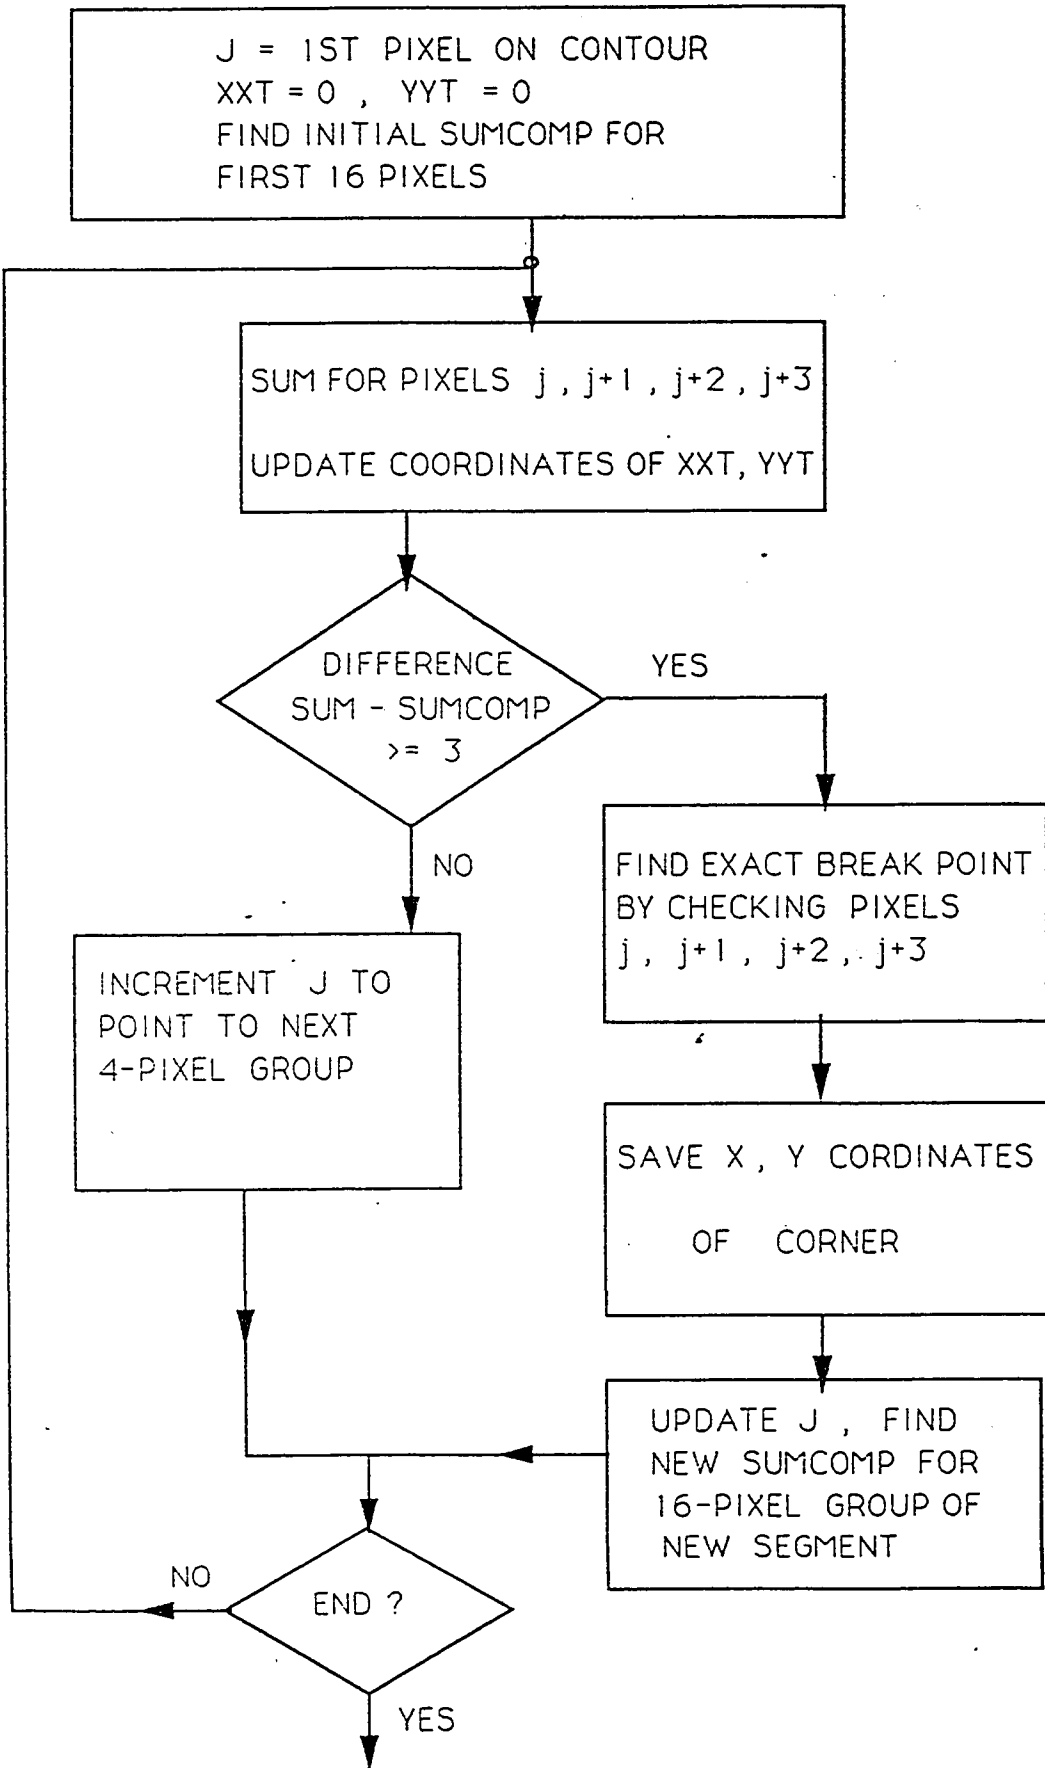 J = 1ST PIXEL ON CONTOUR
XXT = 0 , YYT = 0
FIND INITIAL SUMCOMP FOR
FIRST 16 PIXELS
SUM FOR PIXELS j , j+1 , j+2 , j+3
UPDATE COORDINATES OF XXT, YYT
DIFFERENCE
SUM - SUMCOMP
>= 3
YES
NO
FIND EXACT BREAK POINT
BY CHECKING PIXELS
j , j+1 , j+2 , j+3
INCREMENT J TO
POINT TO NEXT
4-PIXEL GROUP
SAVE X , Y CORDINATES
OF CORNER
UPDATE J , FIND
NEW SUMCOMP FOR
16-PIXEL GROUP OF
NEW SEGMENT
NO
END ?
YES